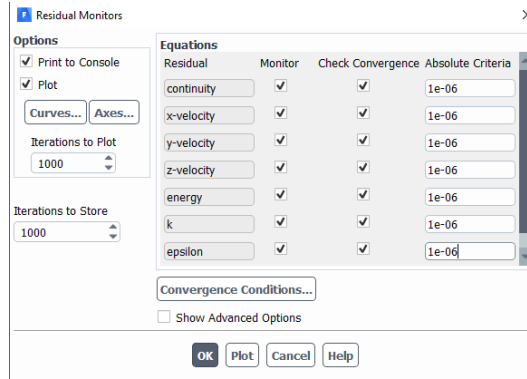 Residual Monitors
Options
Print to Console
Plot
Curves... Axes...
Iterations to Plot
1000
Iterations to Store
1000
Equations
Residual Monitor Check Convergence Absolute Criteria
continuity 1e-06
x-velocity 1e-06
y-velocity 1e-06
z-velocity 1e-06
energy 1e-06
k 1e-06
epsilon 1e-06
Convergence Conditions...
Show Advanced Options
OK Plot Cancel Help